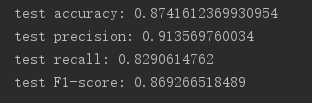 test accuracy: 0.8741612369930954
test precision: 0.913569760034
test recall: 0.8290614762
test F1-score: 0.869266518489